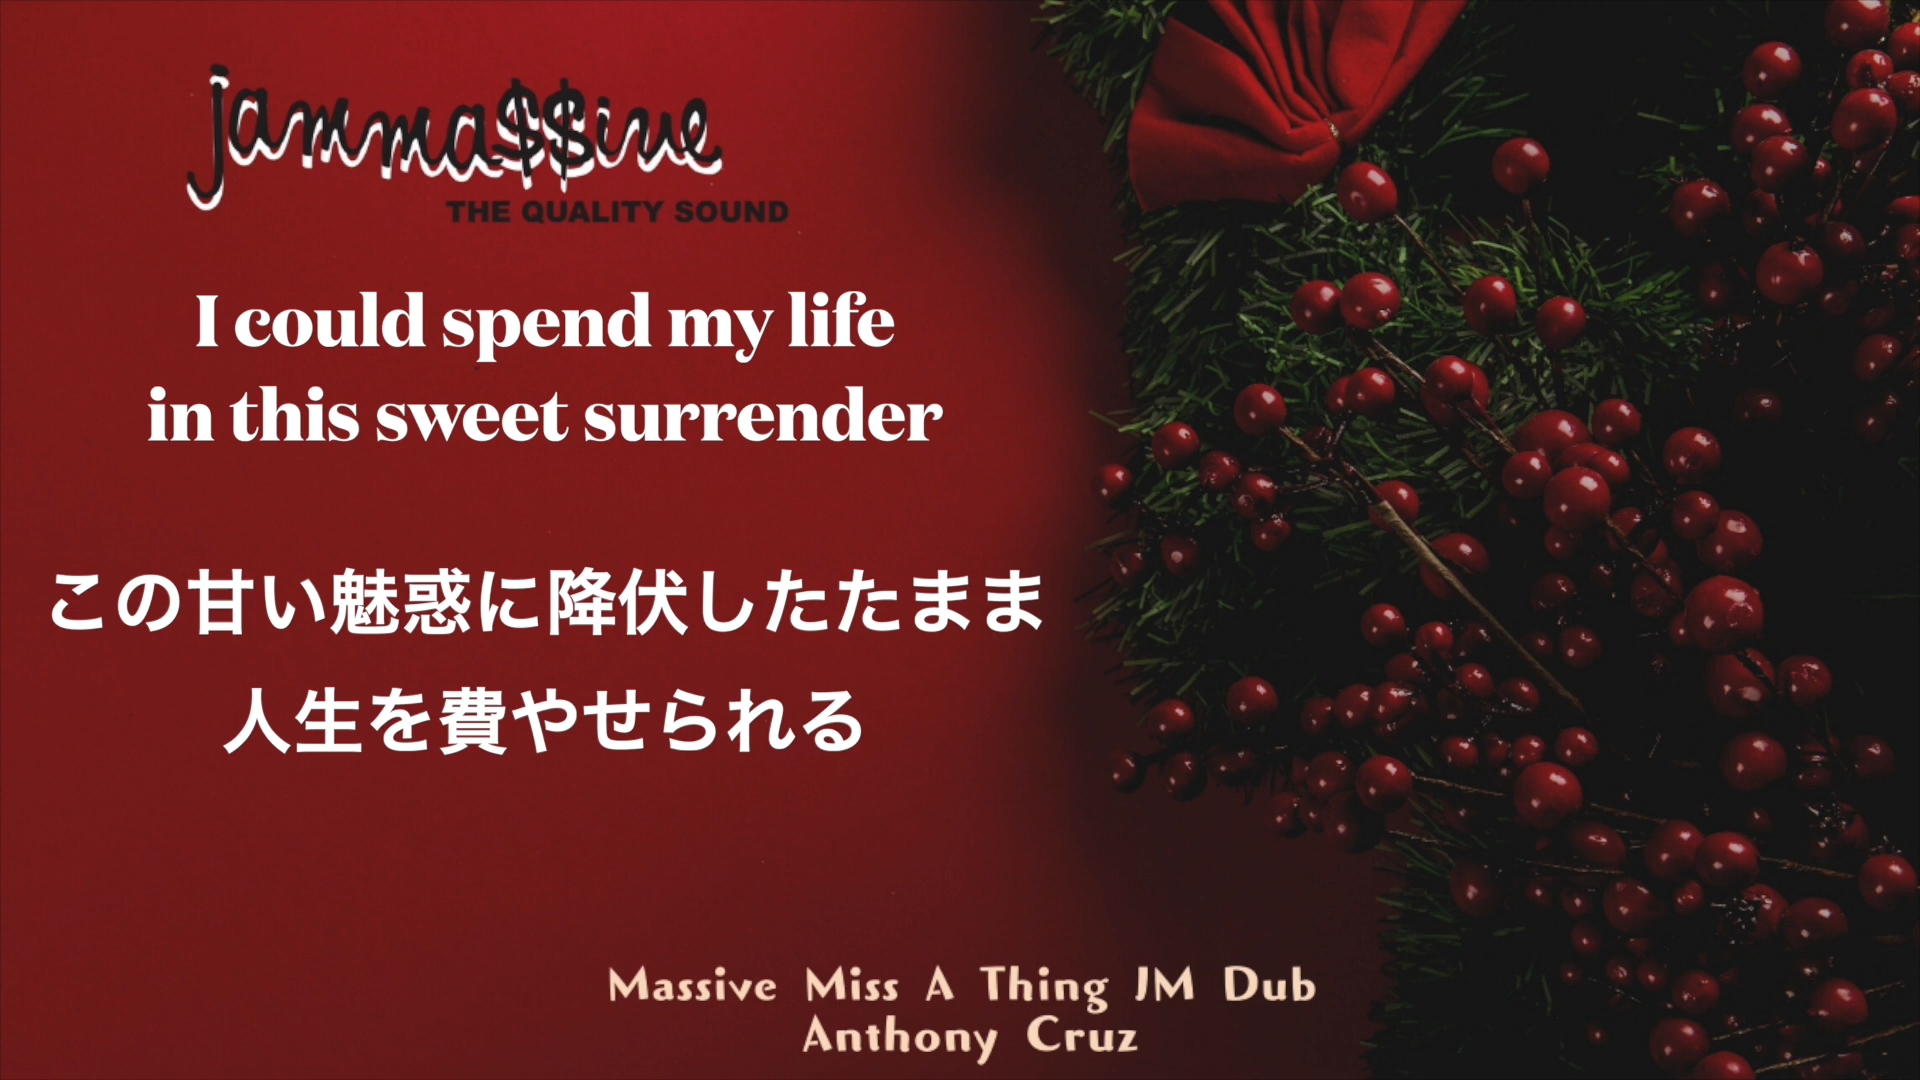 jamma$$ive
THE QUALITY SOUND
I could spend my life
in this sweet surrender
この甘い魅惑に降伏したたまま
人生を費やせられる
Massive Miss A Thing JM Dub
Anthony Cruz